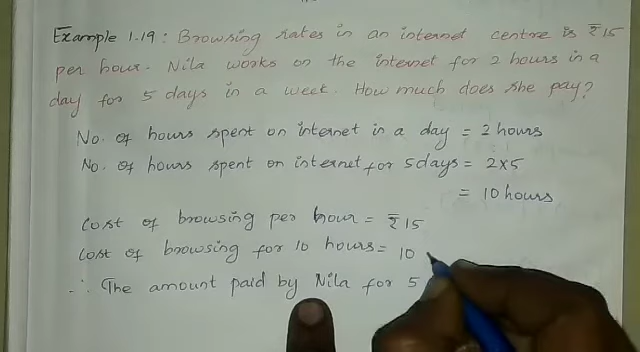 Example 1.19: Browsing rates in an internet centre is ₹15
per hour. Nila works on the internet for 2 hours in a
day for 5 days in a week. How much does she pay?
No. of hours spent on internet in a day = 2 hours
No. of hours spent on internet for 5 days = 2×5
= 10 hours
Cost of browsing per hour = ₹15
Cost of browsing for 10 hours = 10
∴ The amount paid by Nila for 5